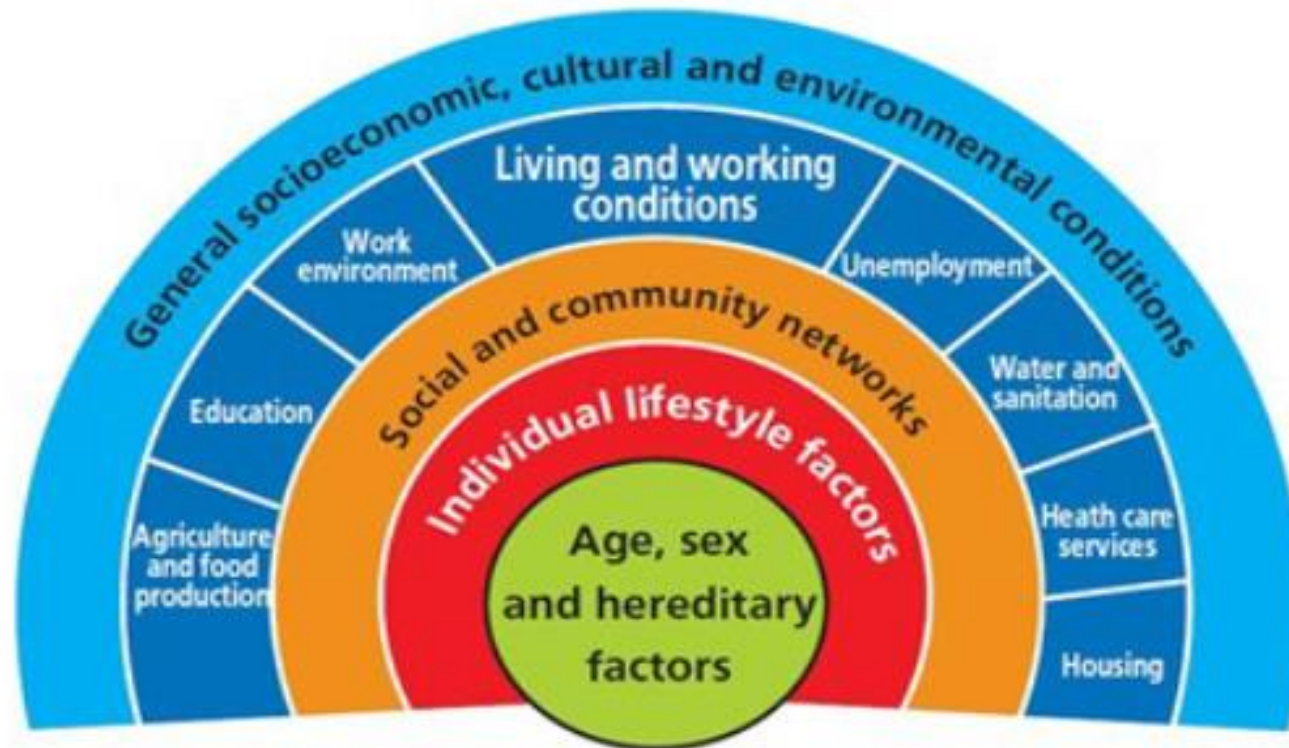 General socioeconomic, cultural and environmental conditions
Living and working
conditions
Work
environment
Unemployment
Education
Water and
sanitation
Agriculture
and food
production
Heath care
services
Housing
Social and community networks
Individual lifestyle factors
Age, sex
and hereditary
factors